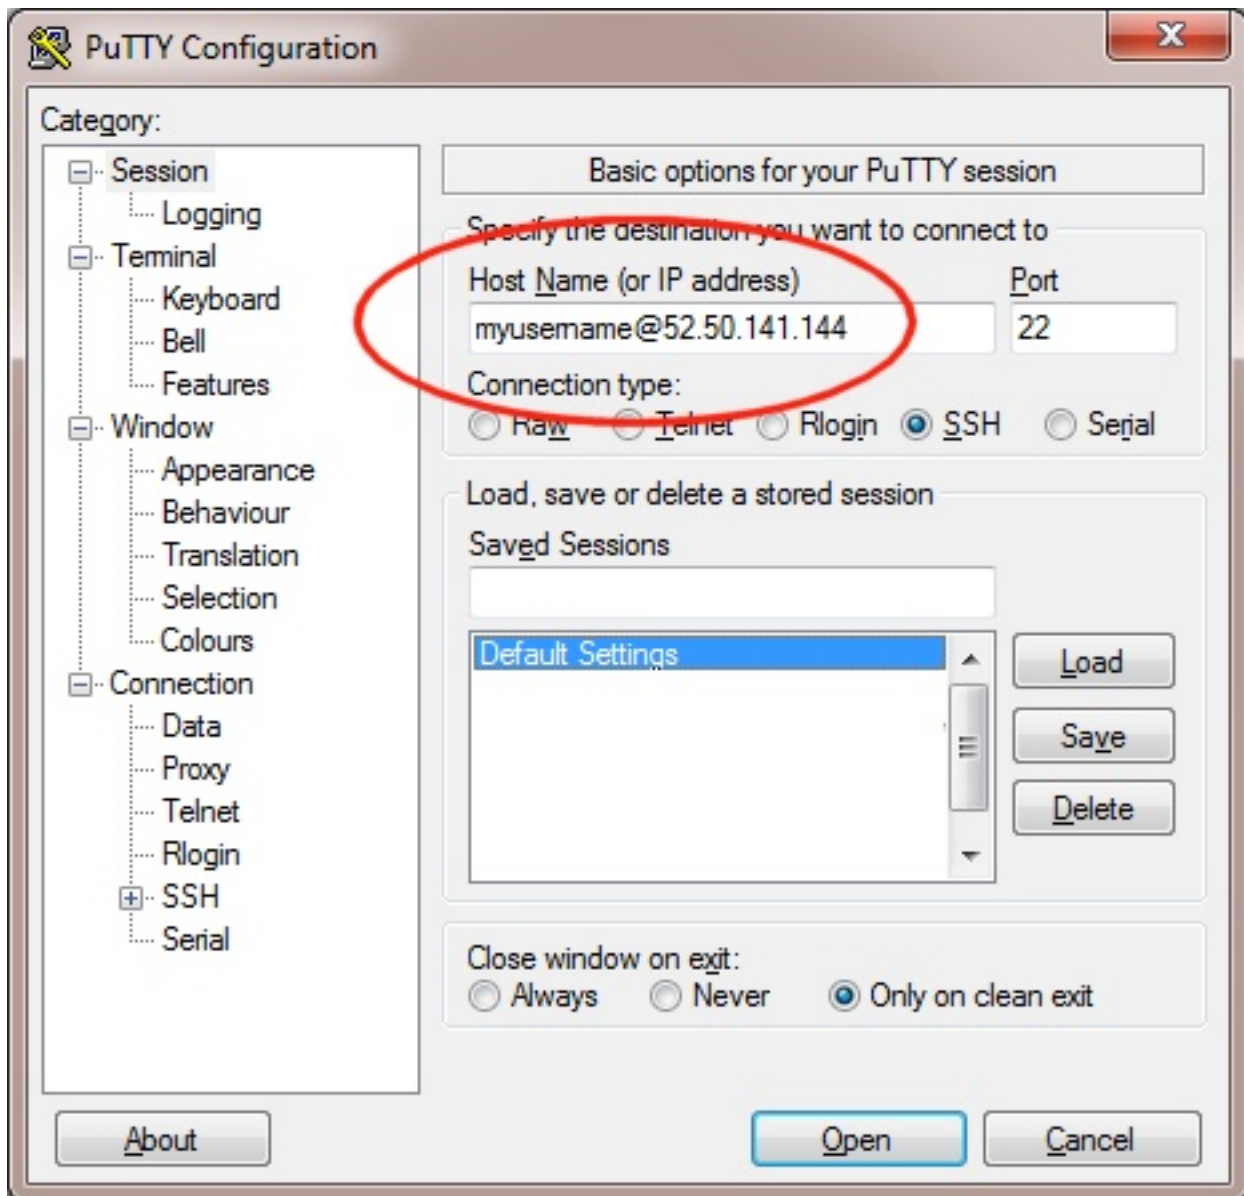 PuTTY Configuration
X
Category:
Session
Logging
Terminal
Keyboard
Bell
Features
Window
Appearance
Behaviour
Translation
Selection
Colours
Connection
Data
Proxy
Telnet
Rlogin
SSH
Serial
Basic options for your PuTTY session
Specify the destination you want to connect to
Host Name (or IP address) Port
myusername@52.50.141.144 22
Connection type:
Raw Telnet Rlogin SSH Serial
Load, save or delete a stored session
Saved Sessions
Default Settings
Load
Save
Delete
Close window on exit:
Always Never Only on clean exit
About Open Cancel